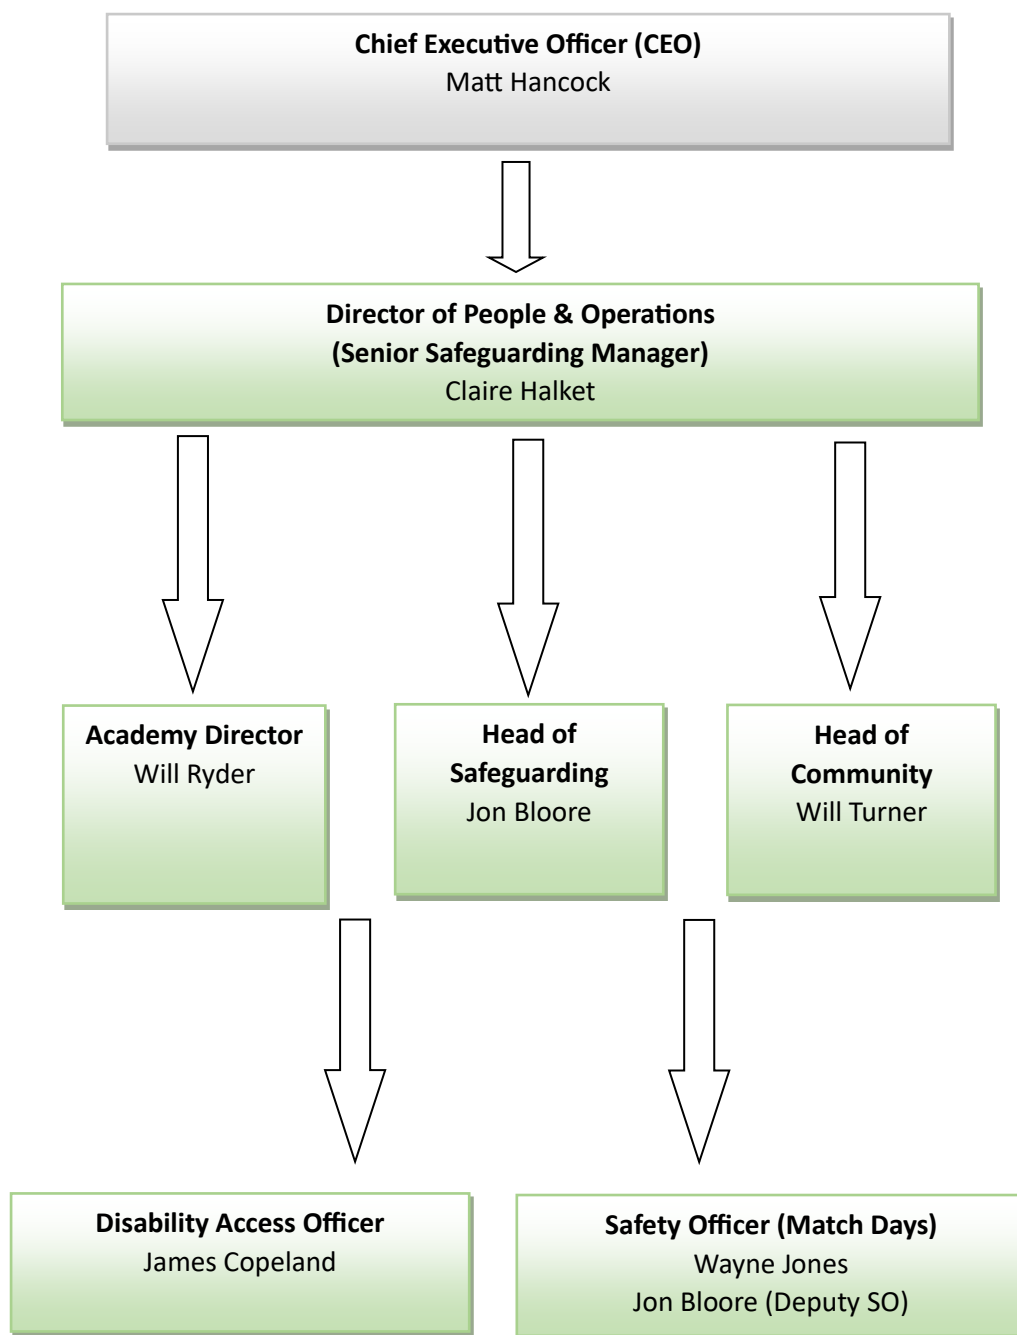 Chief Executive Officer (CEO)
Matt Hancock
Director of People & Operations
(Senior Safeguarding Manager)
Claire Halket
Academy Director
Will Ryder
Head of
Safeguarding
Jon Bloore
Head of
Community
Will Turner
Disability Access Officer
James Copeland
Safety Officer (Match Days)
Wayne Jones
Jon Bloore (Deputy SO)